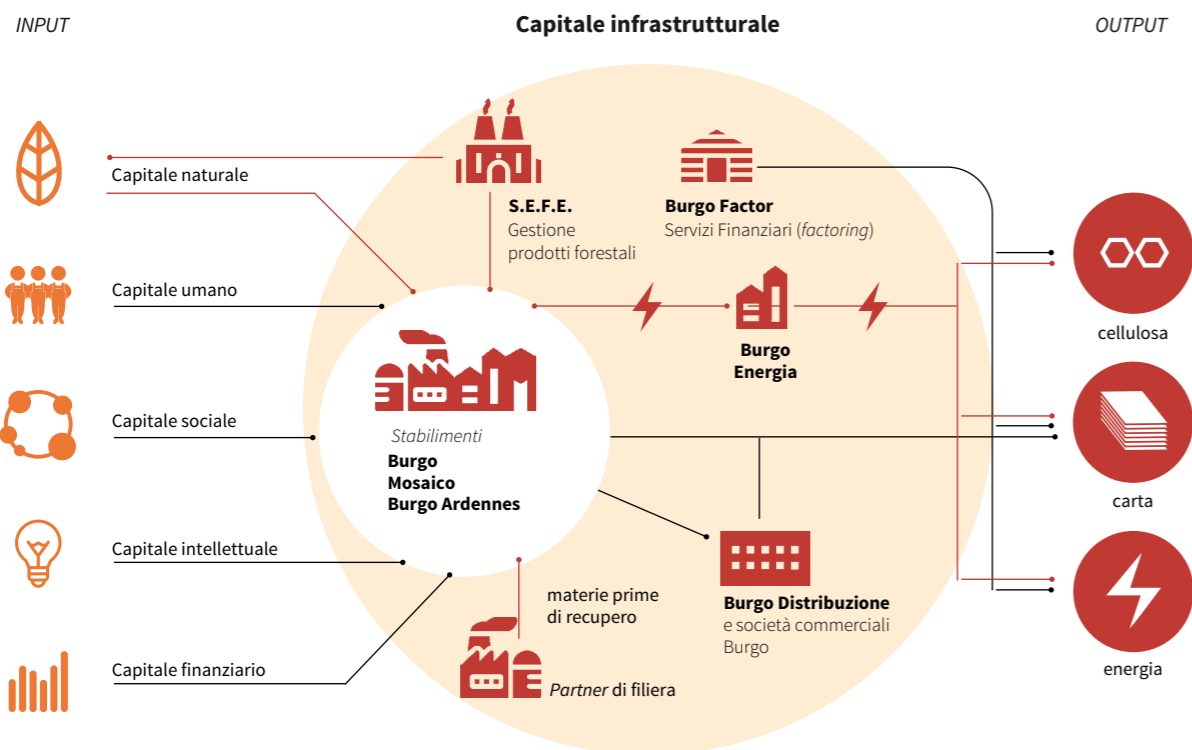 INPUT
Capitale infrastrutturale
OUTPUT
Capitale naturale
Capitale umano
Capitale sociale
Capitale intellettuale
Capitale finanziario
S.E.F.E.
Gestione
prodotti forestali
Burgo Factor
Servizi Finanziari (factoring)
Burgo
Energia
Stabilimenti
Burgo
Mosaico
Burgo Ardennes
materie prime
di recupero
Partner di filiera
Burgo Distribuzione
e società commerciali
Burgo
cellulosa
carta
energia